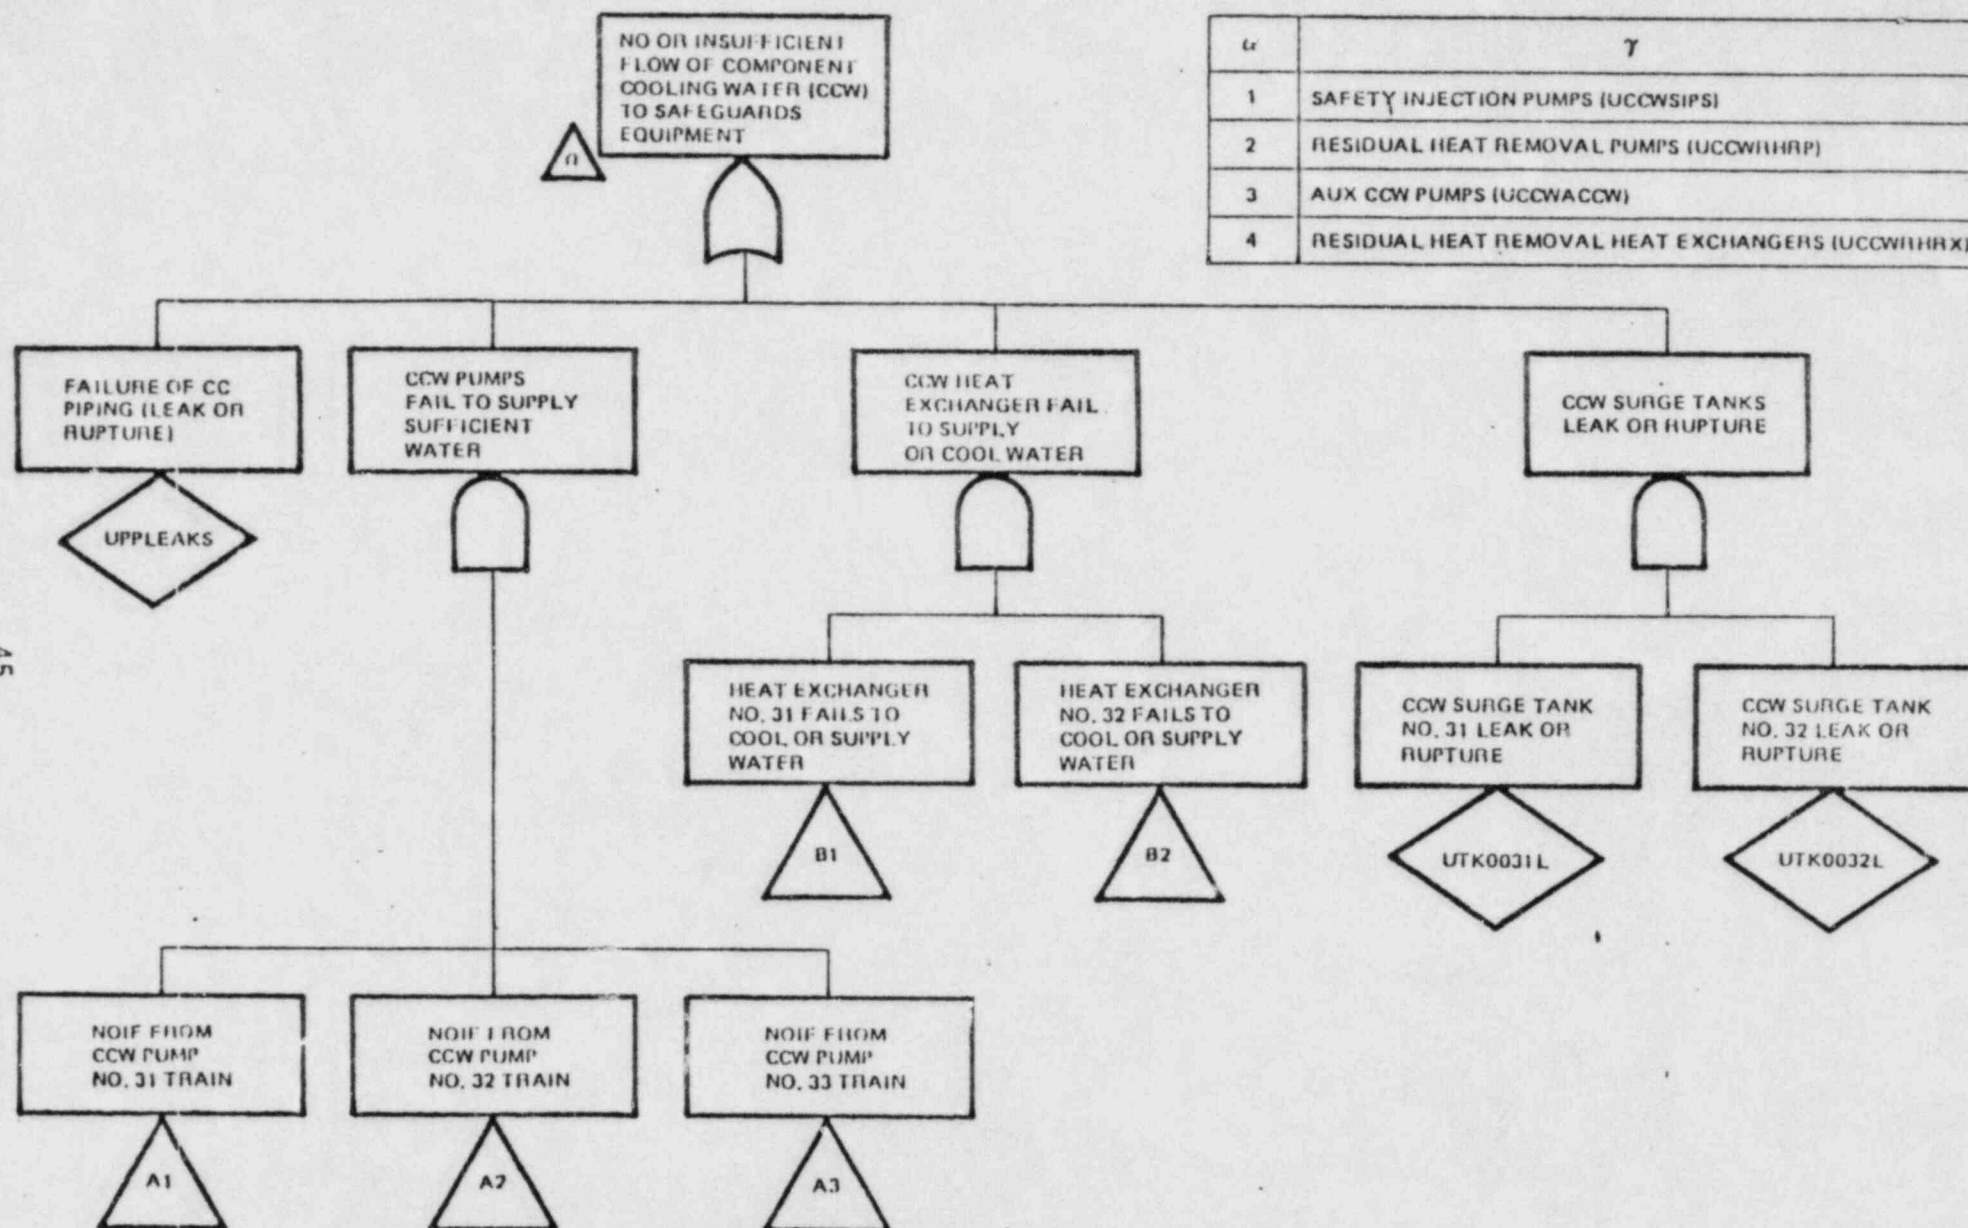 NO OR INSUFFICIENT
FLOW OF COMPONENT
COOLING WATER (CCW)
TO SAFEGUARDS
EQUIPMENT
α γ
1 SAFETY INJECTION PUMPS (UCCWSIPS)
2 RESIDUAL HEAT REMOVAL PUMPS (UCCWRHRP)
3 AUX CCW PUMPS (UCCWACCW)
4 RESIDUAL HEAT REMOVAL HEAT EXCHANGERS (UCCWRHRX)
FAILURE OF CC
PIPING (LEAK OR
RUPTURE)
UPPLEAKS
CCW PUMPS
FAIL TO SUPPLY
SUFFICIENT
WATER
CCW HEAT
EXCHANGER FAIL
TO SUPPLY
OR COOL WATER
CCW SURGE TANKS
LEAK OR RUPTURE
45
HEAT EXCHANGER
NO. 31 FAILS TO
COOL OR SUPPLY
WATER
B1
HEAT EXCHANGER
NO. 32 FAILS TO
COOL OR SUPPLY
WATER
B2
CCW SURGE TANK
NO. 31 LEAK OR
RUPTURE
UTK0031L
CCW SURGE TANK
NO. 32 LEAK OR
RUPTURE
UTK0032L
NOIF FROM
CCW PUMP
NO. 31 TRAIN
A1
NOIF FROM
CCW PUMP
NO. 32 TRAIN
A2
NOIF FROM
CCW PUMP
NO. 33 TRAIN
A3